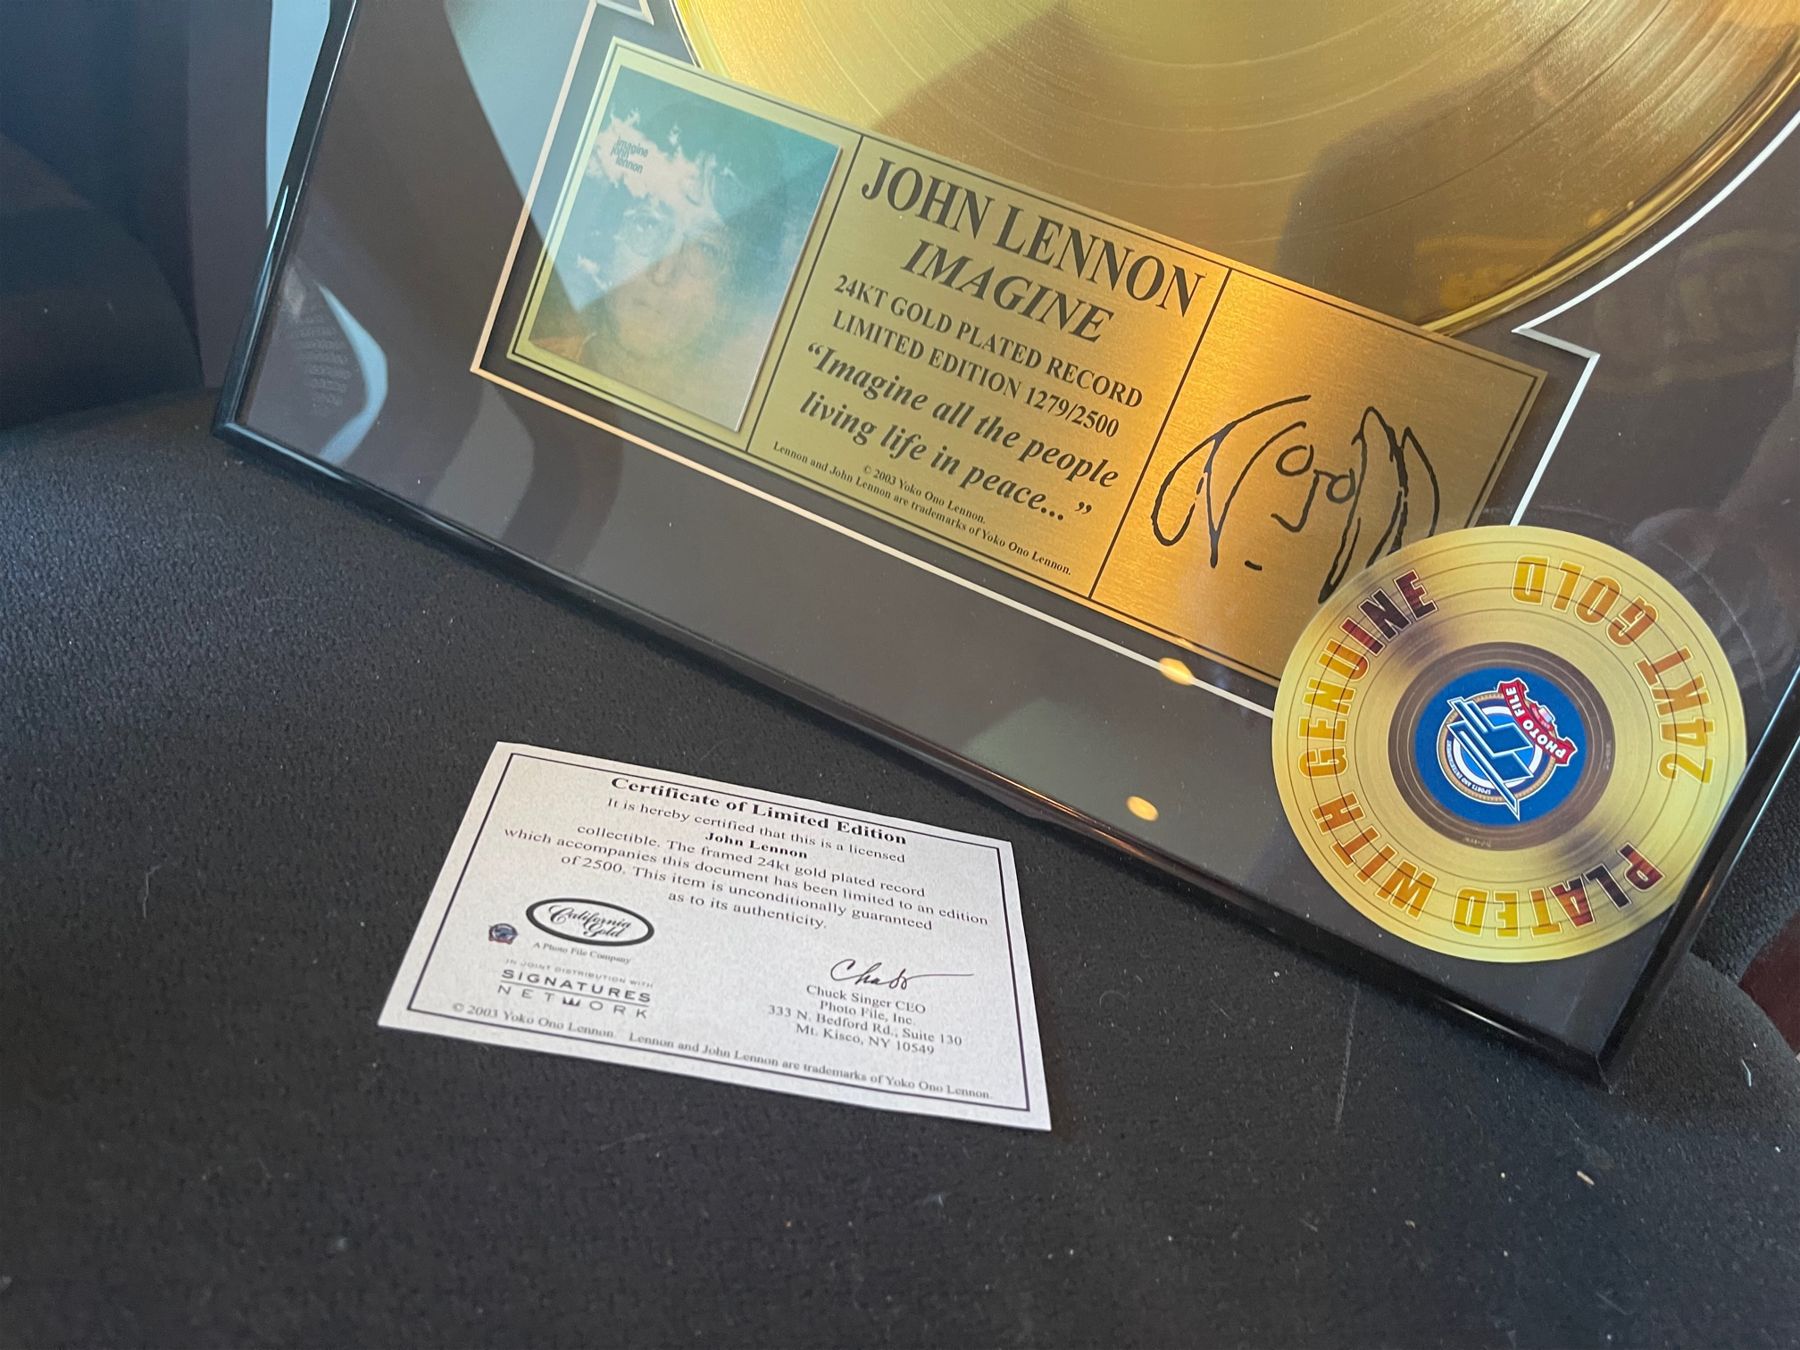 imagine
john
lennon
JOHN LENNON
IMAGINE
24KT GOLD PLATED RECORD
LIMITED EDITION 1279/2500
“Imagine all the people
living life in peace... ”
© 2003 Yoko Ono Lennon.
Lennon and John Lennon are trademarks of Yoko Ono Lennon.
PLATED WITH GENUINE 24KT GOLD
PHOTO FILE
Certificate of Limited Edition
It is hereby certified that this is a licensed
John Lennon
collectible. The framed 24kt gold plated record
which accompanies this document has been limited to an edition
of 2500. This item is unconditionally guaranteed
as to its authenticity.
California
Gold
A Photo File Company
IN JOINT DISTRIBUTION WITH
SIGNATURES
NETWORK
Chuck Singer CEO
Photo File, Inc.
333 N. Bedford Rd., Suite 130
Mt. Kisco, NY 10549
© 2003 Yoko Ono Lennon. Lennon and John Lennon are trademarks of Yoko Ono Lennon.